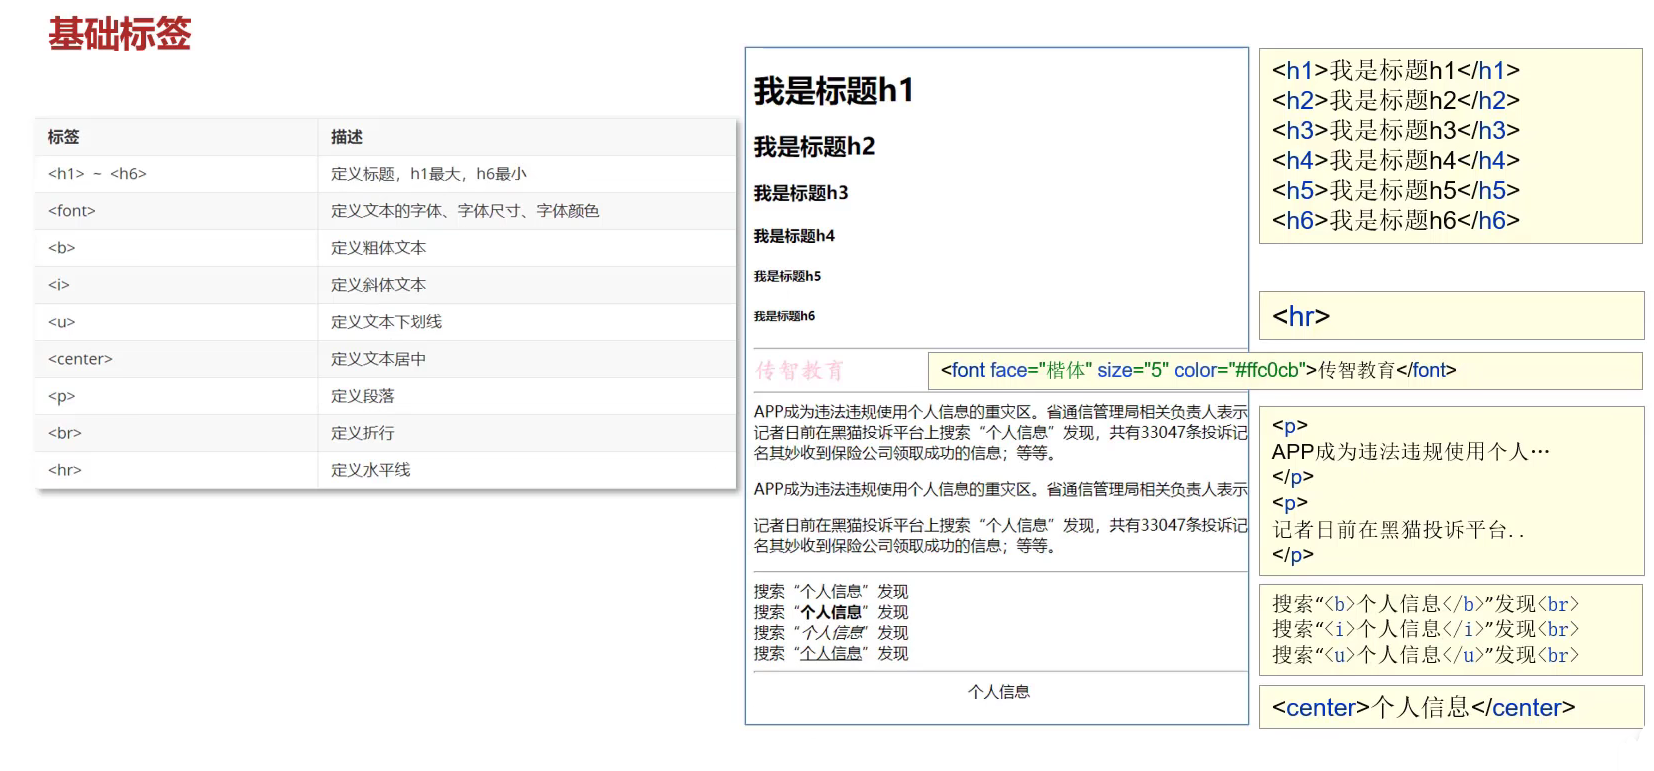 基础标签
标签 描述
<h1> ~ <h6> 定义标题，h1最大，h6最小
<font> 定义文本的字体、字体尺寸、字体颜色
<b> 定义粗体文本
<i> 定义斜体文本
<u> 定义文本下划线
<center> 定义文本居中
<p> 定义段落
<br> 定义折行
<hr> 定义水平线
我是标题h1
我是标题h2
我是标题h3
我是标题h4
我是标题h5
我是标题h6
传智教育
APP成为违法违规使用个人信息的重灾区。省通信管理局相关负责人表示
记者日前在黑猫投诉平台上搜索“个人信息”发现，共有33047条投诉记
名其妙收到保险公司领取成功的信息；等等。
APP成为违法违规使用个人信息的重灾区。省通信管理局相关负责人表示
记者日前在黑猫投诉平台上搜索“个人信息”发现，共有33047条投诉记
名其妙收到保险公司领取成功的信息；等等。
搜索“个人信息”发现
搜索“个人信息”发现
搜索“个人信息”发现
搜索“个人信息”发现
个人信息
<h1>我是标题h1</h1>
<h2>我是标题h2</h2>
<h3>我是标题h3</h3>
<h4>我是标题h4</h4>
<h5>我是标题h5</h5>
<h6>我是标题h6</h6>
<hr>
<font face="楷体" size="5" color="#ffc0cb">传智教育</font>
<p>
APP成为违法违规使用个人…
</p>
<p>
记者日前在黑猫投诉平台..
</p>
搜索“<b>个人信息</b>”发现<br>
搜索“<i>个人信息</i>”发现<br>
搜索“<u>个人信息</u>”发现<br>
<center>个人信息</center>